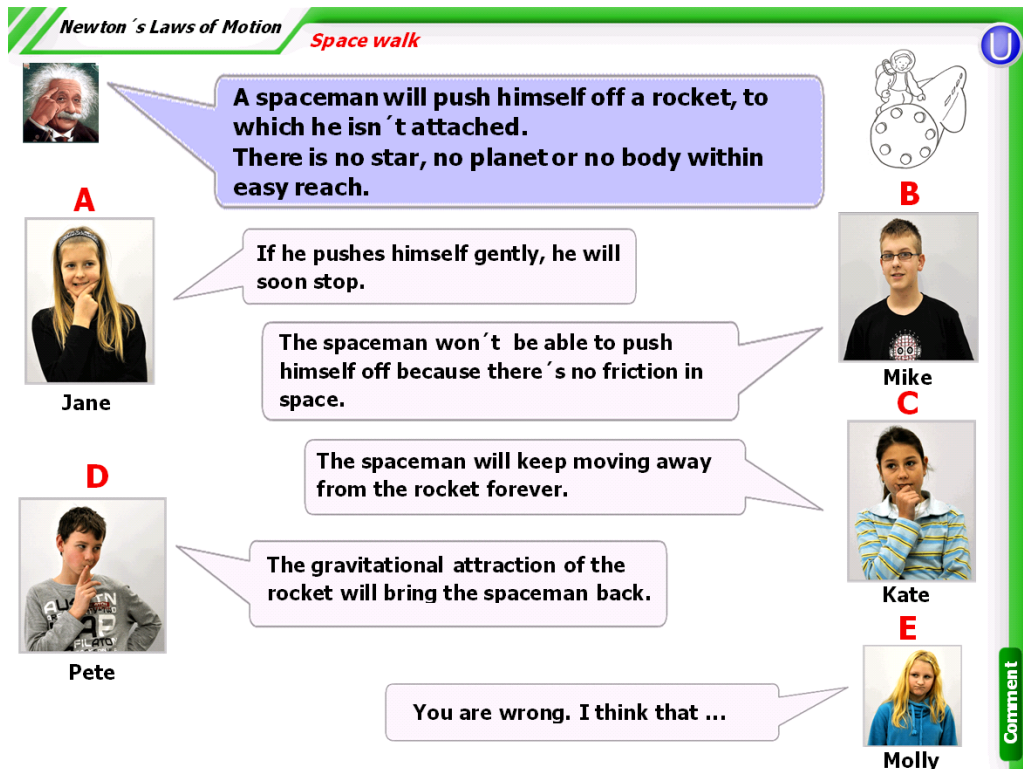 Newton´s Laws of Motion
Space walk
U
A spaceman will push himself off a rocket, to
which he isn´t attached.
There is no star, no planet or no body within
easy reach.
A
B
If he pushes himself gently, he will
soon stop.
The spaceman won´t be able to push
himself off because there´s no friction in
space.
Mike
Jane
C
The spaceman will keep moving away
from the rocket forever.
D
The gravitational attraction of the
rocket will bring the spaceman back.
Kate
E
Pete
You are wrong. I think that ...
Comment
Molly